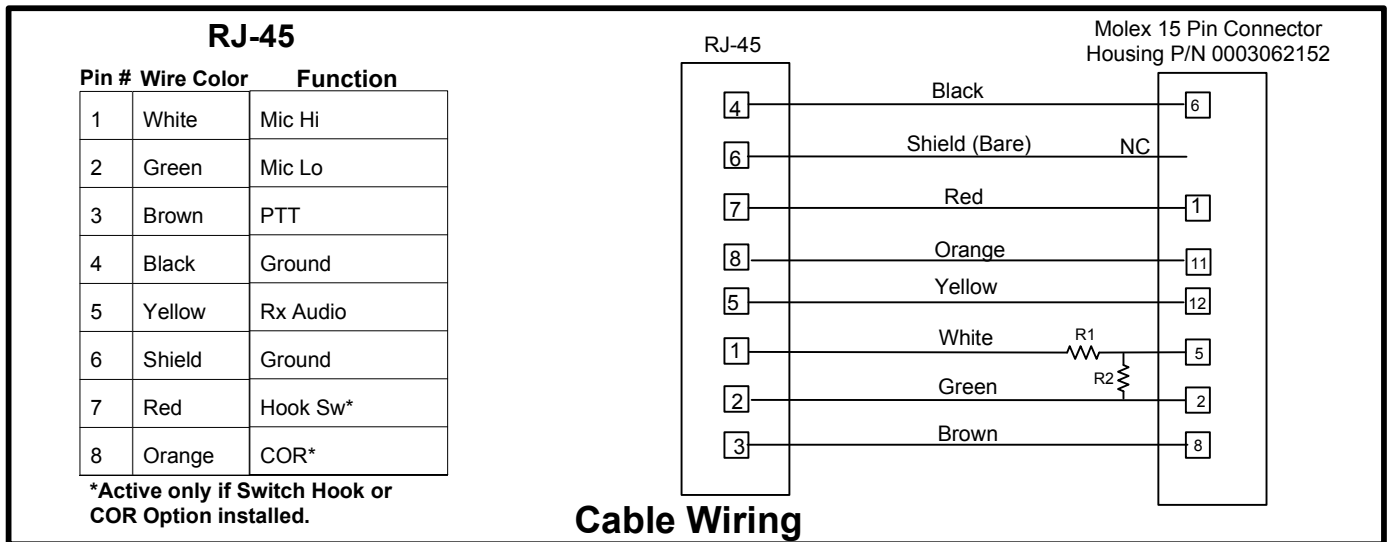 RJ-45
Pin # Wire Color Function
1 White Mic Hi
2 Green Mic Lo
3 Brown PTT
4 Black Ground
5 Yellow Rx Audio
6 Shield Ground
7 Red Hook Sw*
8 Orange COR*
*Active only if Switch Hook or
COR Option installed.
RJ-45
Molex 15 Pin Connector
Housing P/N 0003062152
4 Black 6
6 Shield (Bare) NC
7 Red 1
8 Orange 11
5 Yellow 12
1 White R1 5
R2
2 Green 2
3 Brown 8
Cable Wiring